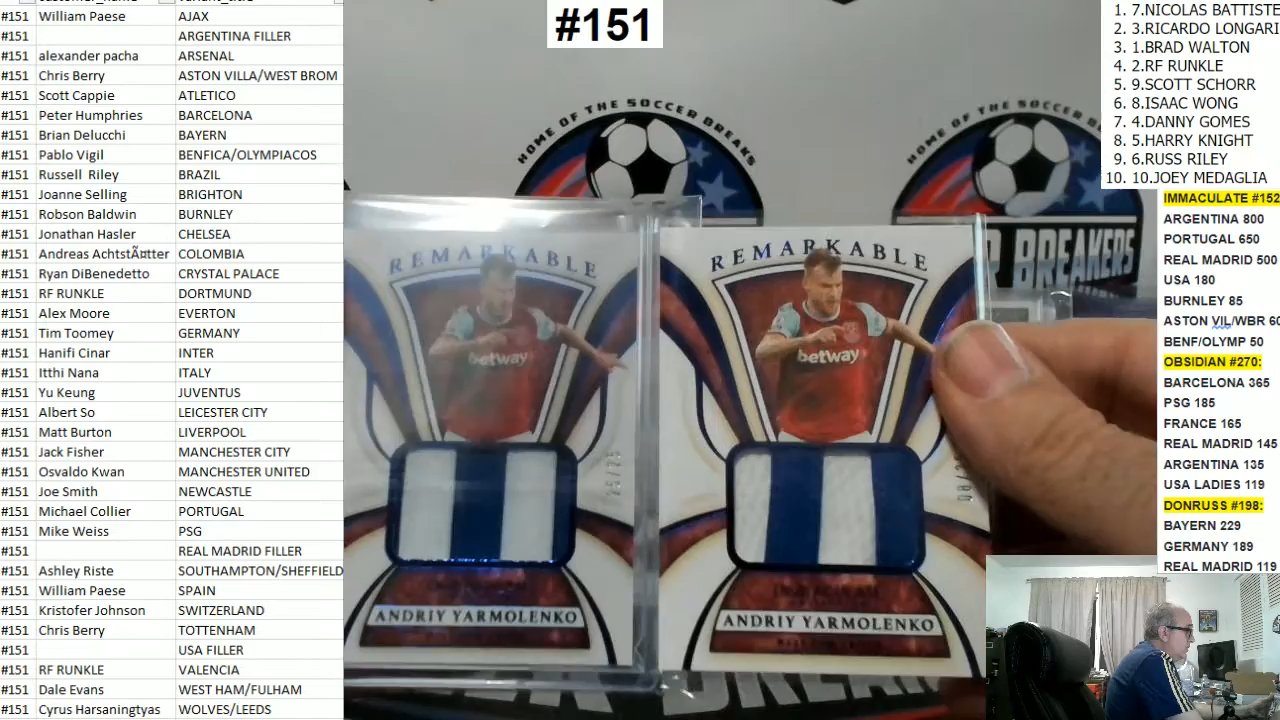 #151 William Paese AJAX
#151 ARGENTINA FILLER
#151 alexander pacha ARSENAL
#151 Chris Berry ASTON VILLA/WEST BROM
#151 Scott Cappie ATLETICO
#151 Peter Humphries BARCELONA
#151 Brian Delucchi BAYERN
#151 Pablo Vigil BENFICA/OLYMPIACOS
#151 Russell Riley BRAZIL
#151 Joanne Selling BRIGHTON
#151 Robson Baldwin BURNLEY
#151 Jonathan Hasler CHELSEA
#151 Andreas AchtstÃ¤tter COLOMBIA
#151 Ryan DiBenedetto CRYSTAL PALACE
#151 RF RUNKLE DORTMUND
#151 Alex Moore EVERTON
#151 Tim Toomey GERMANY
#151 Hanifi Cinar INTER
#151 Itthi Nana ITALY
#151 Yu Keung JUVENTUS
#151 Albert So LEICESTER CITY
#151 Matt Burton LIVERPOOL
#151 Jack Fisher MANCHESTER CITY
#151 Osvaldo Kwan MANCHESTER UNITED
#151 Joe Smith NEWCASTLE
#151 Michael Collier PORTUGAL
#151 Mike Weiss PSG
#151 REAL MADRID FILLER
#151 Ashley Riste SOUTHAMPTON/SHEFFIELD
#151 William Paese SPAIN
#151 Kristofer Johnson SWITZERLAND
#151 Chris Berry TOTTENHAM
#151 USA FILLER
#151 RF RUNKLE VALENCIA
#151 Dale Evans WEST HAM/FULHAM
#151 Cyrus Harsaningtyas WOLVES/LEEDS
#151
HOME OF THE SOCCER BREAKS
HOME OF THE SOCCER
BREAKERS
REMARKABLE
betway
25/25
ANDRIY YARMOLENKO
REMARKABLE
betway
ANDRIY YARMOLENKO
1. 7.NICOLAS BATTISTE
2. 3.RICARDO LONGARI
3. 1.BRAD WALTON
4. 2.RF RUNKLE
5. 9.SCOTT SCHORR
6. 8.ISAAC WONG
7. 4.DANNY GOMES
8. 5.HARRY KNIGHT
9. 6.RUSS RILEY
10. 10.JOEY MEDAGLIA
IMMACULATE #152
ARGENTINA 800
PORTUGAL 650
REAL MADRID 500
USA 180
BURNLEY 85
ASTON VIL/WBR 60
BENF/OLYMP 50
OBSIDIAN #270:
BARCELONA 365
PSG 185
FRANCE 165
REAL MADRID 145
ARGENTINA 135
USA LADIES 119
DONRUSS #198:
BAYERN 229
GERMANY 189
REAL MADRID 119